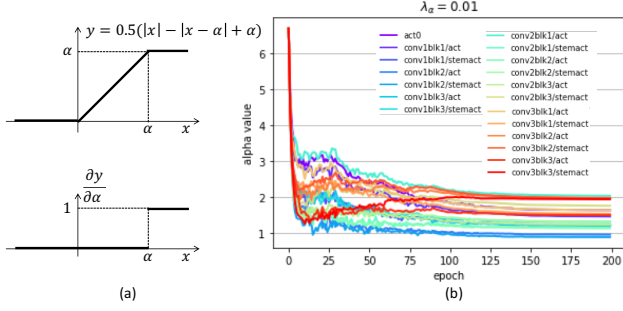 y = 0.5(|x| − |x − α| + α)
α
α
x
∂y
∂α
1
α
x
(a)
λα = 0.01
alpha value
6
5
4
3
2
1
act0
conv1blk1/act
conv1blk1/stemact
conv1blk2/act
conv1blk2/stemact
conv1blk3/act
conv1blk3/stemact
conv2blk1/act
conv2blk1/stemact
conv2blk2/act
conv2blk2/stemact
conv2blk3/act
conv2blk3/stemact
conv3blk1/act
conv3blk1/stemact
conv3blk2/act
conv3blk2/stemact
conv3blk3/act
conv3blk3/stemact
0 25 50 75 100 125 150 175 200
epoch
(b)